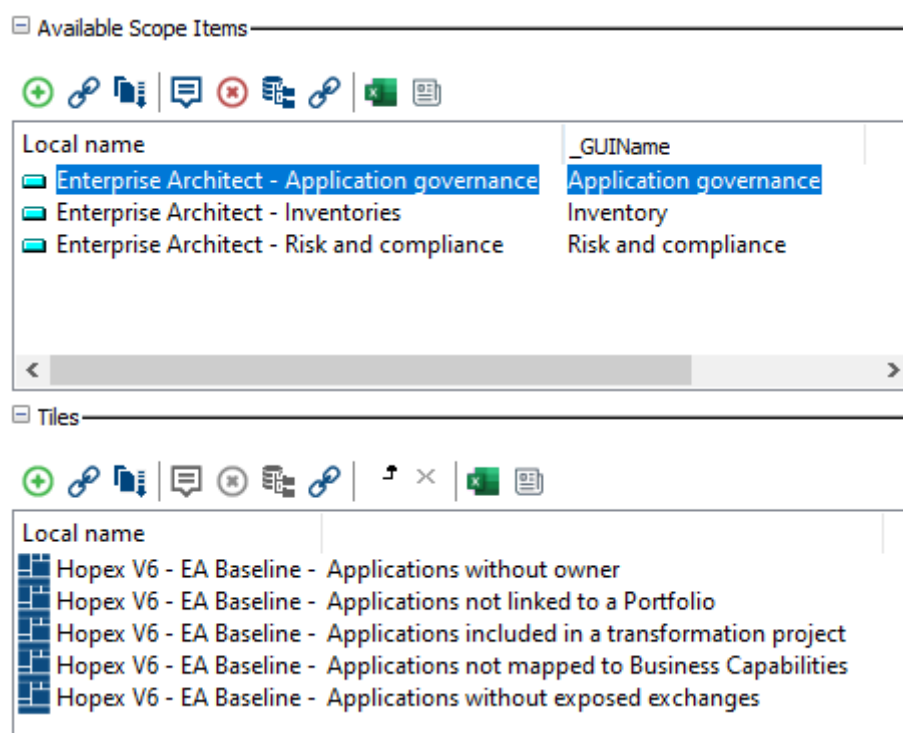 Available Scope Items
Local name _GUIName
Enterprise Architect - Application governance Application governance
Enterprise Architect - Inventories Inventory
Enterprise Architect - Risk and compliance Risk and compliance
Tiles
Local name
Hopex V6 - EA Baseline - Applications without owner
Hopex V6 - EA Baseline - Applications not linked to a Portfolio
Hopex V6 - EA Baseline - Applications included in a transformation project
Hopex V6 - EA Baseline - Applications not mapped to Business Capabilities
Hopex V6 - EA Baseline - Applications without exposed exchanges